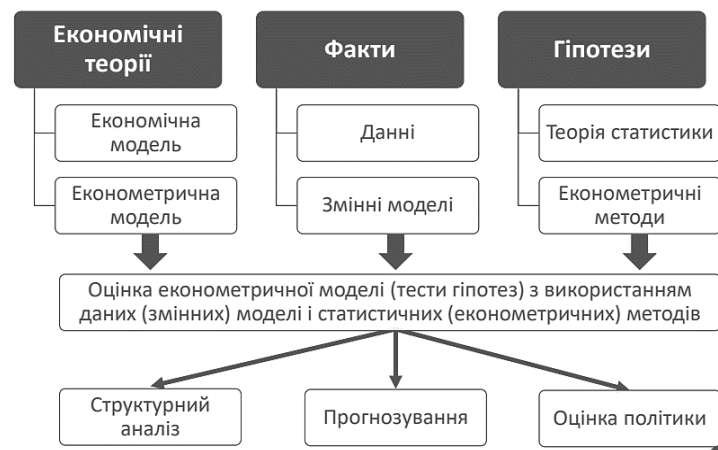 Економічні
теорії
Факти
Гіпотези
Економічна
модель
Данні
Теорія статистики
Економетрична
модель
Змінні моделі
Економетричні
методи
Оцінка економетричної моделі (тести гіпотез) з використанням
даних (змінних) моделі і статистичних (економетричних) методів
Структурний
аналіз
Прогнозування
Оцінка політики